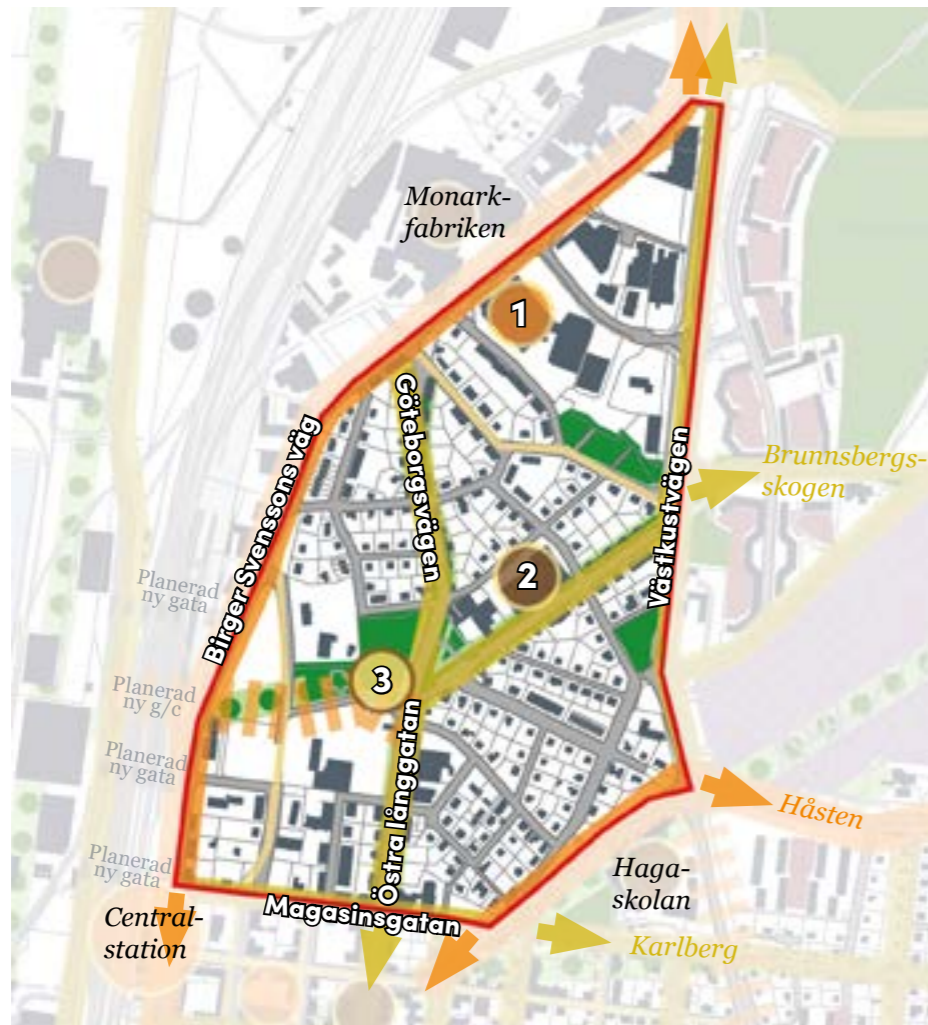 Monark-
fabriken
1
Göteborgsvägen
Birger Svenssons väg
Västkustvägen
Brunnsbergs-
skogen
2
Planerad
ny gata
3
Planerad
ny g/c
Planerad
ny gata
Östra långgatan
Håsten
Planerad
ny gata
Haga-
skolan
Magasinsgatan
Central-
station
Karlberg